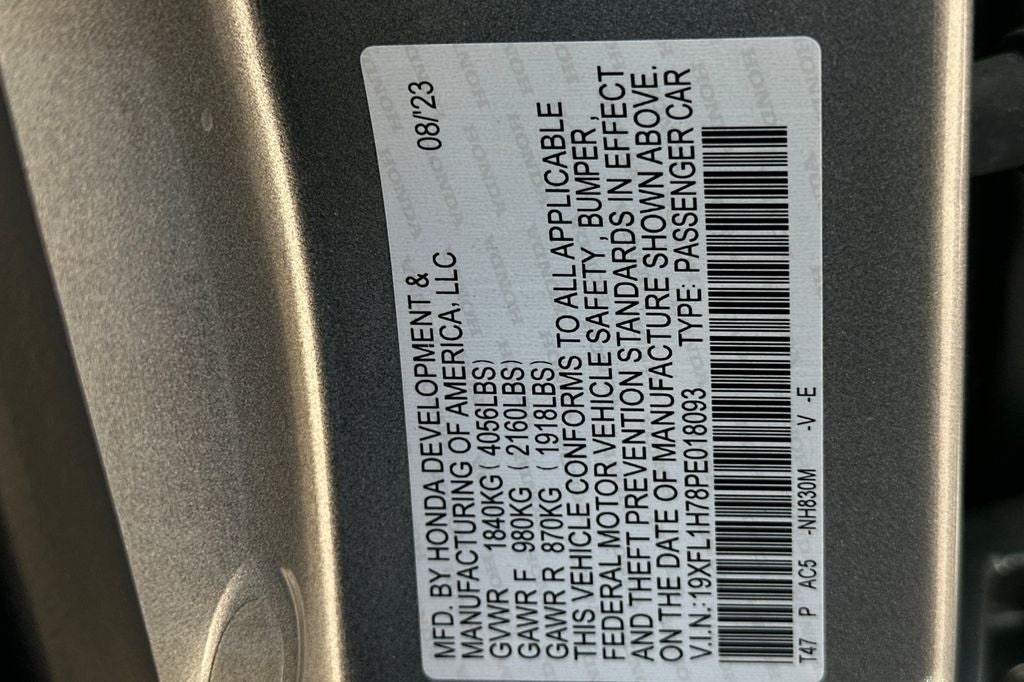 MFD. BY HONDA DEVELOPMENT & 08/'23
MANUFACTURING OF AMERICA, LLC
GVWR 1840KG ( 4056LBS)
GAWR F 980KG ( 2160LBS)
GAWR R 870KG ( 1918LBS)
THIS VEHICLE CONFORMS TO ALL APPLICABLE
FEDERAL MOTOR VEHICLE SAFETY , BUMPER ,
AND THEFT PREVENTION STANDARDS IN EFFECT
ON THE DATE OF MANUFACTURE SHOWN ABOVE.
V.I.N.:19XFL1H78PE018093 TYPE: PASSENGER CAR
T47 P AC5 -NH830M -V -E